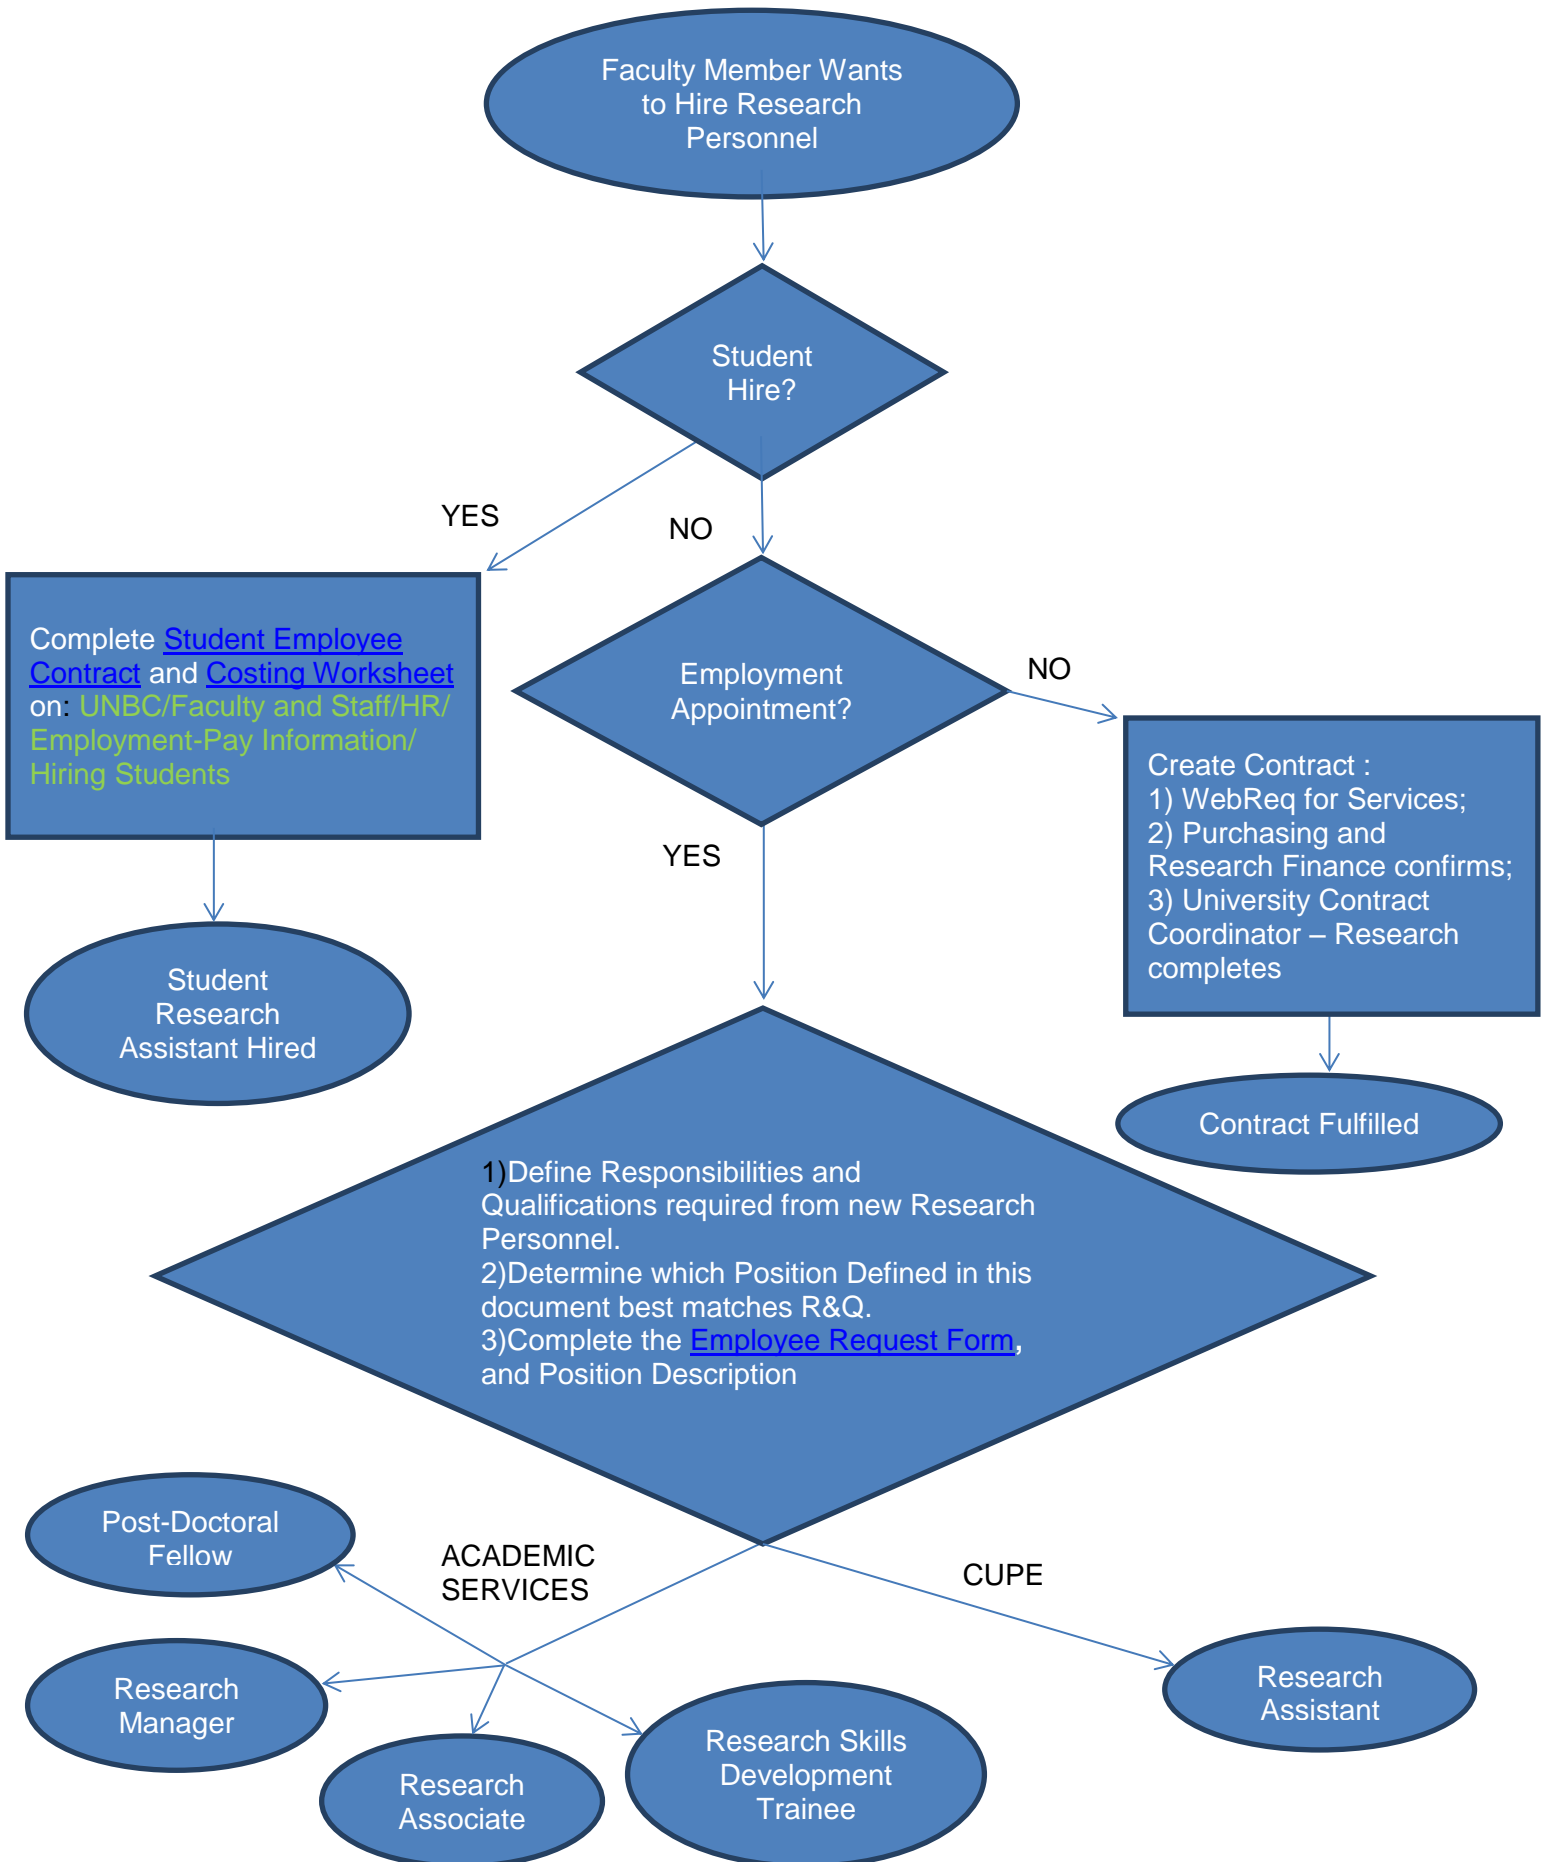 Faculty Member Wants
to Hire Research
Personnel
Student
Hire?
YES
NO
Complete Student Employee
Contract and Costing Worksheet
on: UNBC/Faculty and Staff/HR/
Employment-Pay Information/
Hiring Students
Employment
Appointment?
NO
Create Contract :
1) WebReq for Services;
2) Purchasing and
Research Finance confirms;
3) University Contract
Coordinator – Research
completes
YES
Student
Research
Assistant Hired
Contract Fulfilled
1)Define Responsibilities and
Qualifications required from new Research
Personnel.
2)Determine which Position Defined in this
document best matches R&Q.
3)Complete the Employee Request Form,
and Position Description
Post-Doctoral
Fellow
ACADEMIC
SERVICES
CUPE
Research
Manager
Research
Associate
Research Skills
Development
Trainee
Research
Assistant